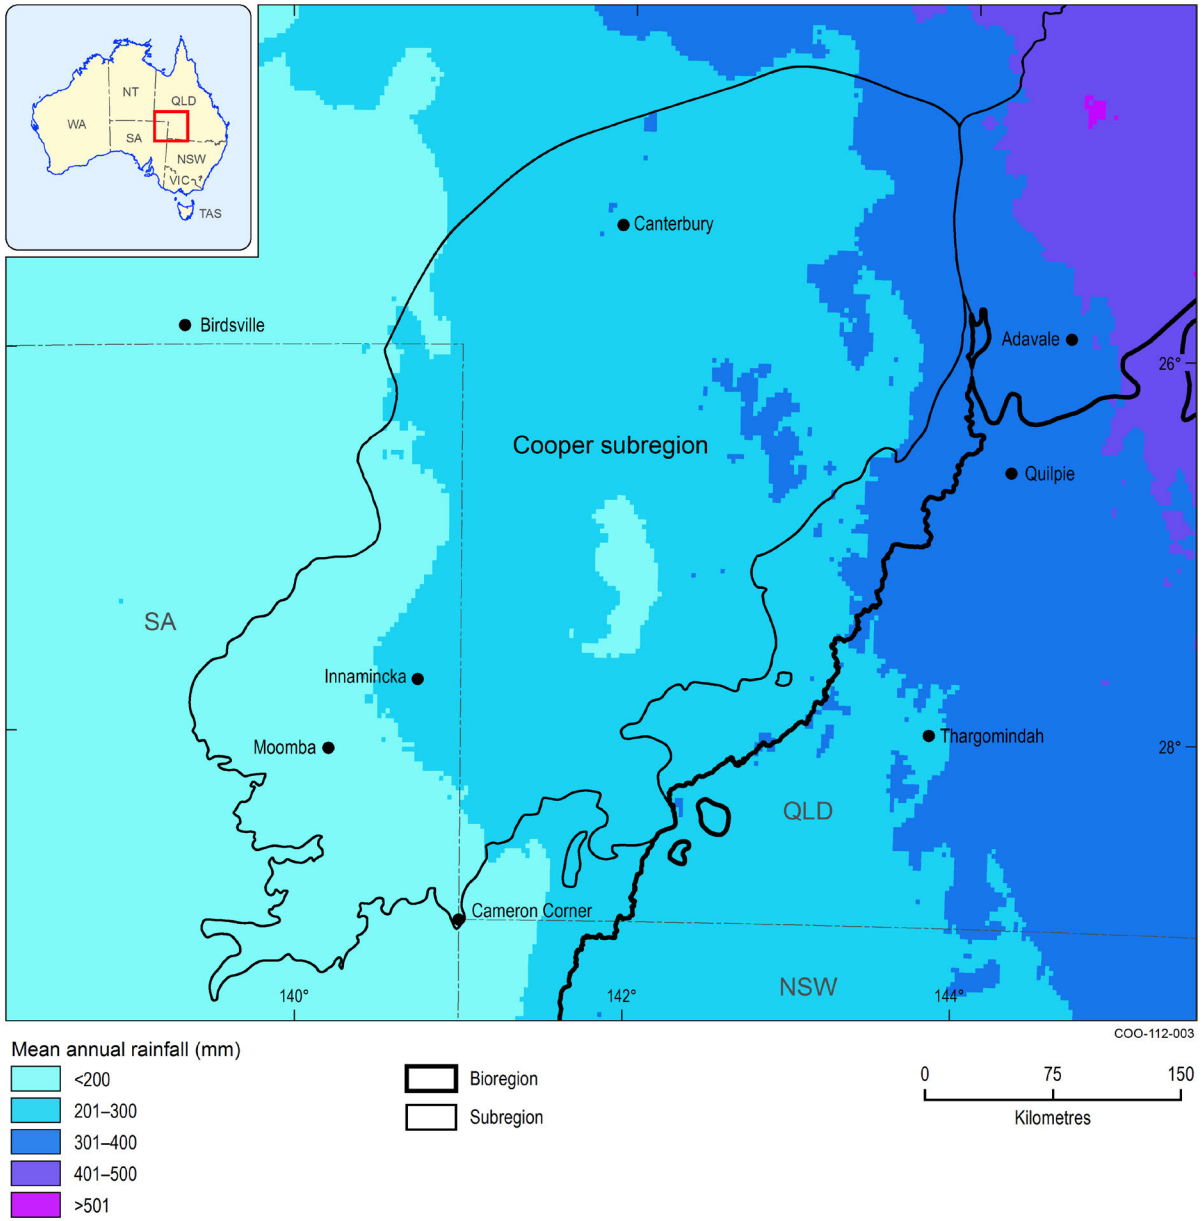 NT
QLD
WA
SA
NSW
VIC
TAS
Canterbury
Birdsville
Adavale
26°
Cooper subregion
Quilpie
SA
Innamincka
Moomba
Thargomindah
28°
QLD
Cameron Corner
NSW
140°
142°
144°
COO-112-003
Mean annual rainfall (mm)
<200
201–300
301–400
401–500
>501
Bioregion
Subregion
0 75 150
Kilometres